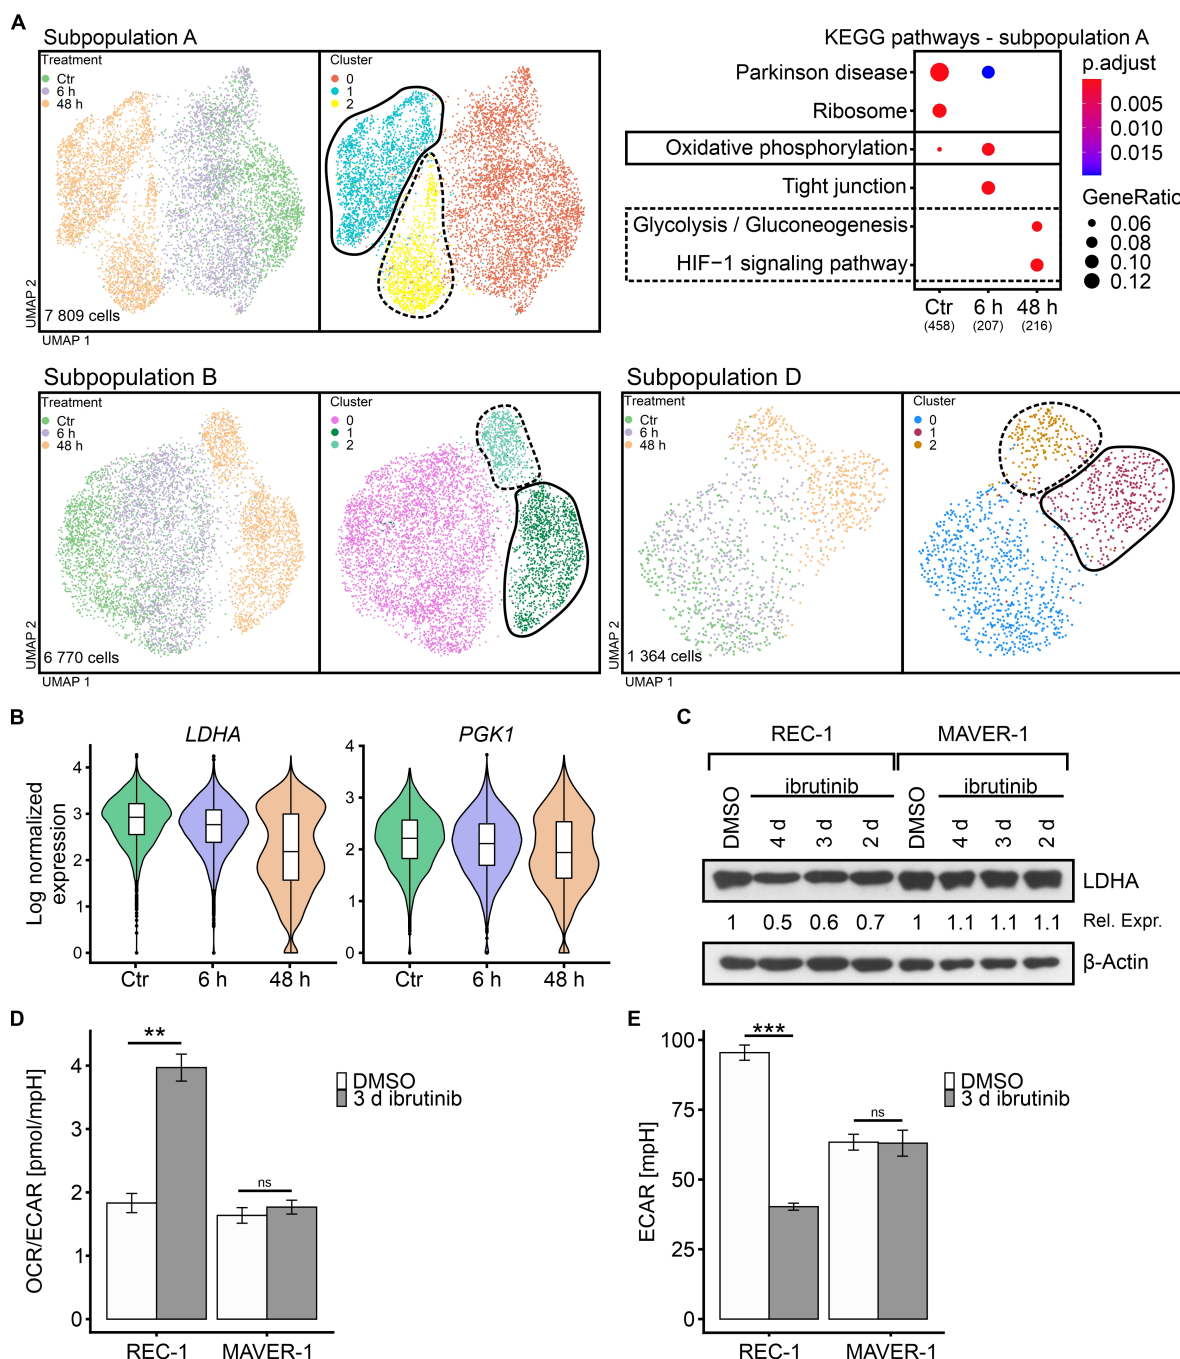 A
Subpopulation A
Treatment
Ctr
6 h
48 h
7 809 cells
UMAP 2
UMAP 1
Cluster
0
1
2
KEGG pathways - subpopulation A
Parkinson disease
Ribosome
Oxidative phosphorylation
Tight junction
Glycolysis / Gluconeogenesis
HIF−1 signaling pathway
Ctr 6 h 48 h
(458) (207) (216)
p.adjust
0.005
0.010
0.015
GeneRatio
0.06
0.08
0.10
0.12
Subpopulation B
Treatment
Ctr
6 h
48 h
6 770 cells
UMAP 2
UMAP 1
Cluster
0
1
2
Subpopulation D
Treatment
Ctr
6 h
48 h
1 364 cells
UMAP 2
UMAP 1
Cluster
0
1
2
B
LDHA
Log normalized
expression
4
3
2
1
0
Ctr 6 h 48 h
PGK1
4
3
2
1
0
Ctr 6 h 48 h
C
REC-1 MAVER-1
ibrutinib ibrutinib
DMSO 4 d 3 d 2 d DMSO 4 d 3 d 2 d
LDHA
1 0.5 0.6 0.7 1 1.1 1.1 1.1 Rel. Expr.
β-Actin
D
OCR/ECAR [pmol/mpH]
4
3
2
1
0
**
ns
REC-1 MAVER-1
DMSO
3 d ibrutinib
E
ECAR [mpH]
100
75
50
25
0
***
ns
REC-1 MAVER-1
DMSO
3 d ibrutinib